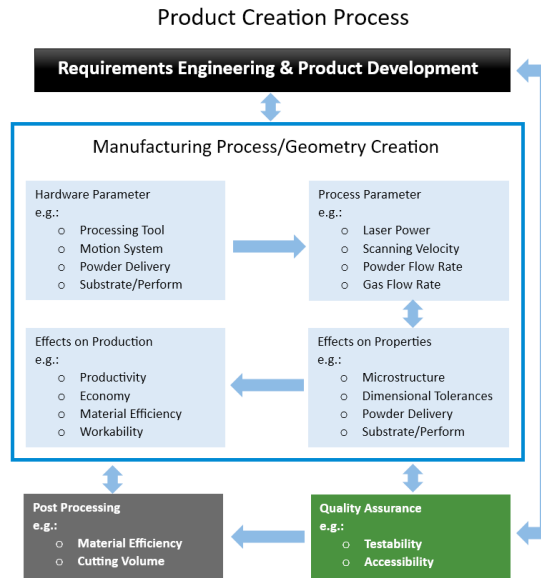 Product Creation Process
Requirements Engineering & Product Development
Manufacturing Process/Geometry Creation
Hardware Parameter
e.g.:
o Processing Tool
o Motion System
o Powder Delivery
o Substrate/Perform
Process Parameter
e.g.:
o Laser Power
o Scanning Velocity
o Powder Flow Rate
o Gas Flow Rate
Effects on Production
e.g.:
o Productivity
o Economy
o Material Efficiency
o Workability
Effects on Properties
e.g.:
o Microstructure
o Dimensional Tolerances
o Powder Delivery
o Substrate/Perform
Post Processing
e.g.:
o Material Efficiency
o Cutting Volume
Quality Assurance
e.g.:
o Testability
o Accessibility